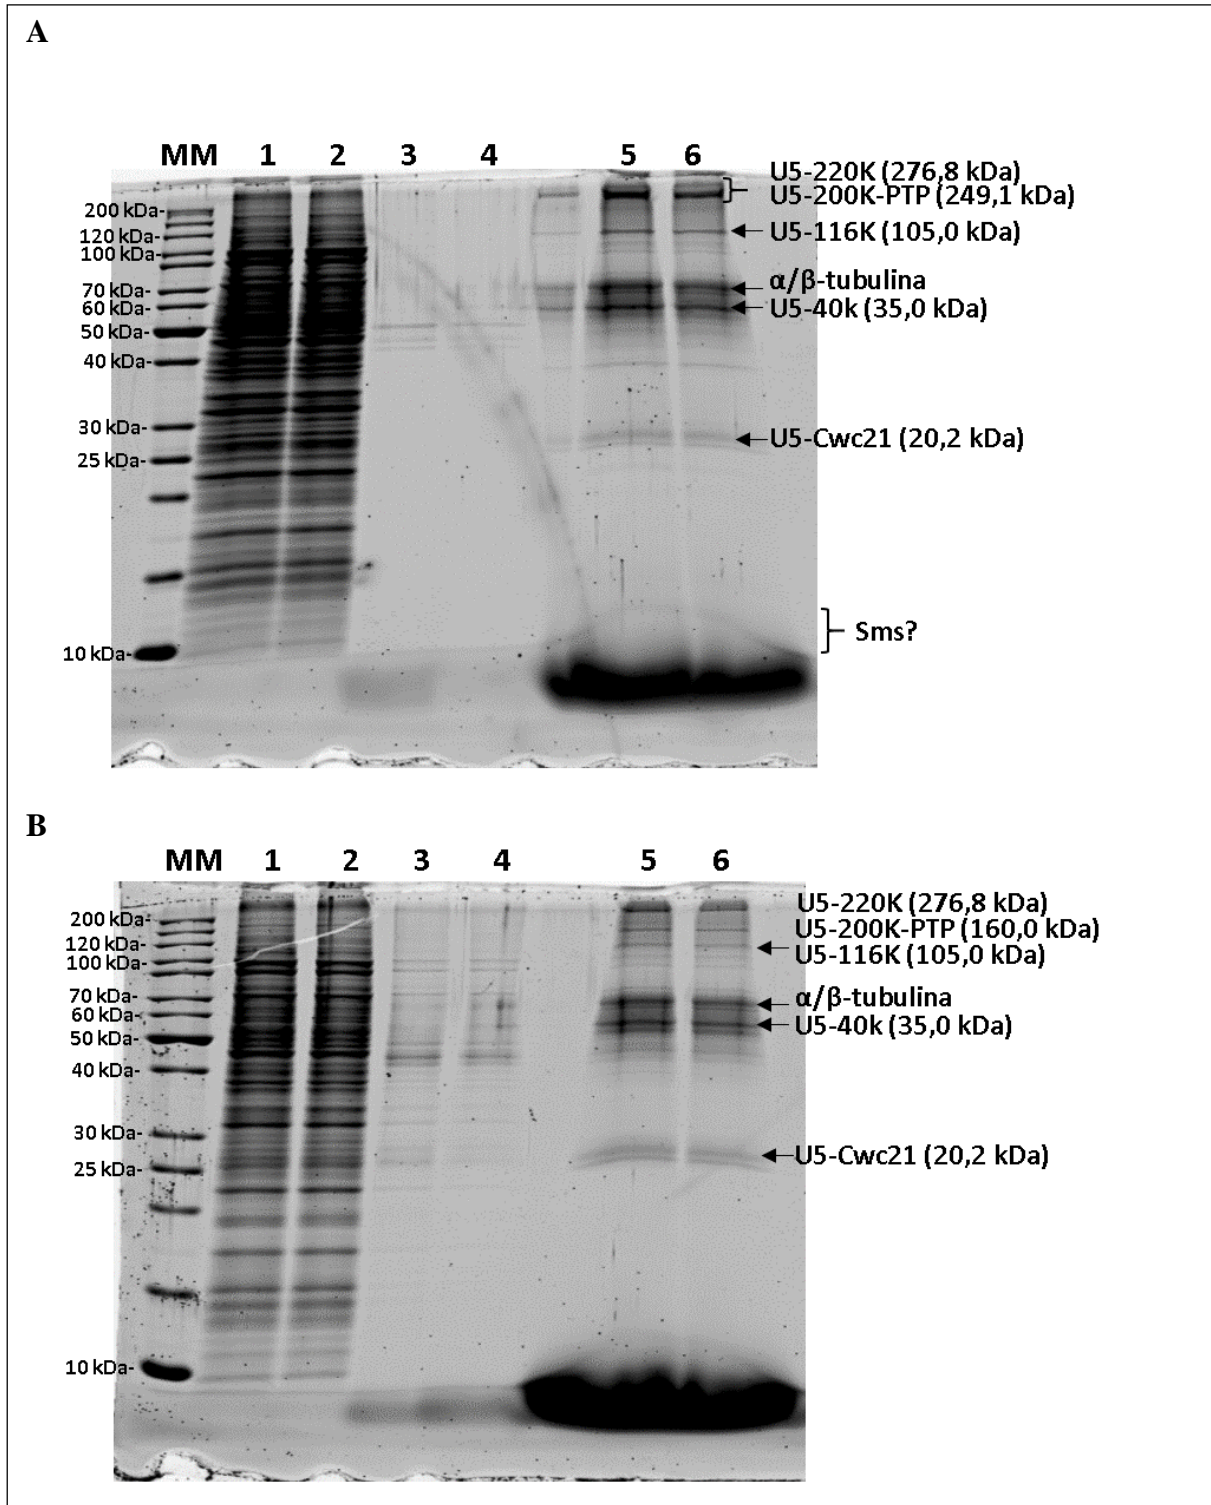 A
MM 1 2 3 4 5 6
U5-220K (276,8 kDa)
U5-200K-PTP (249,1 kDa)
200 kDa-
120 kDa-
U5-116K (105,0 kDa)
100 kDa-
α/β-tubulina
70 kDa-
60 kDa-
U5-40k (35,0 kDa)
50 kDa-
40 kDa-
30 kDa-
U5-Cwc21 (20,2 kDa)
25 kDa-
Sms?
10 kDa-
B
MM 1 2 3 4 5 6
U5-220K (276,8 kDa)
200 kDa-
U5-200K-PTP (160,0 kDa)
120 kDa-
U5-116K (105,0 kDa)
100 kDa-
70 kDa-
α/β-tubulina
60 kDa-
U5-40k (35,0 kDa)
50 kDa-
40 kDa-
30 kDa-
U5-Cwc21 (20,2 kDa)
25 kDa-
10 kDa-